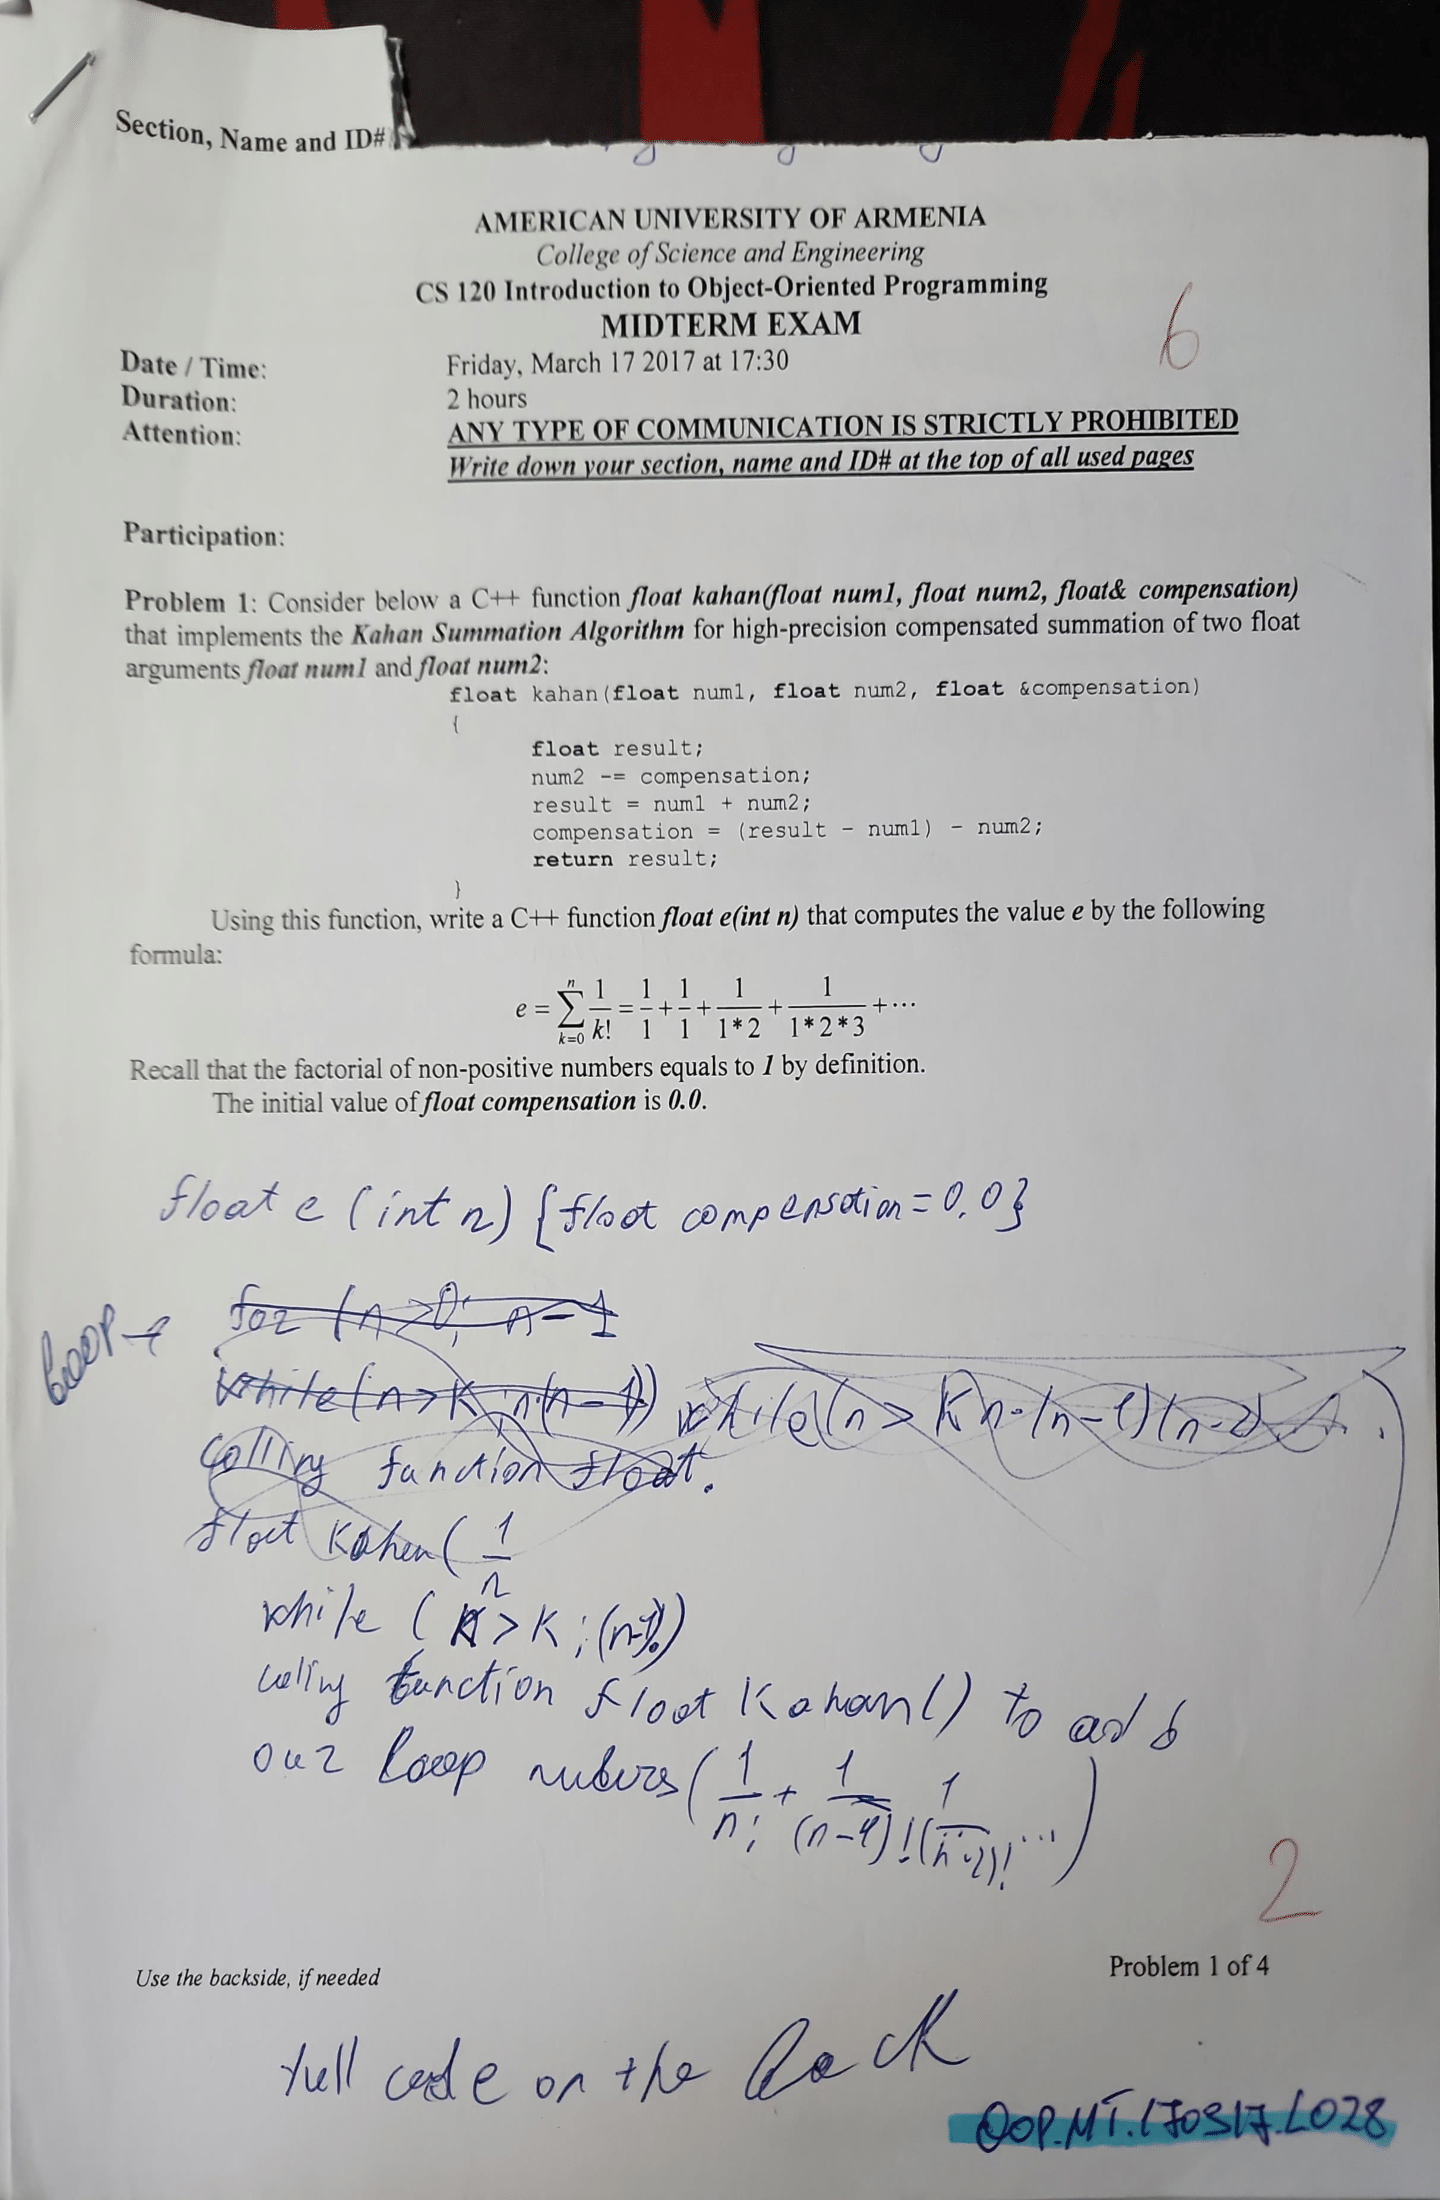 Section, Name and ID#
AMERICAN UNIVERSITY OF ARMENIA
College of Science and Engineering
CS 120 Introduction to Object-Oriented Programming
MIDTERM EXAM
6
Date / Time: Friday, March 17 2017 at 17:30
Duration: 2 hours
Attention: ANY TYPE OF COMMUNICATION IS STRICTLY PROHIBITED
Write down your section, name and ID# at the top of all used pages
Participation:
Problem 1: Consider below a C++ function float kahan(float num1, float num2, float& compensation)
that implements the Kahan Summation Algorithm for high-precision compensated summation of two float
arguments float num1 and float num2:
float kahan(float num1, float num2, float &compensation)
{
float result;
num2 -= compensation;
result = num1 + num2;
compensation = (result - num1) - num2;
return result;
}
Using this function, write a C++ function float e(int n) that computes the value e by the following
formula:
e = \sum_{k=0}^{n} \frac{1}{k!} = \frac{1}{1} + \frac{1}{1} + \frac{1}{1*2} + \frac{1}{1*2*3} + ...
Recall that the factorial of non-positive numbers equals to 1 by definition.
The initial value of float compensation is 0.0.
float e (int n) {float compensation = 0.0}
for (n>0; n-1
loop →
while(n>K; n·(n-1)) while(n > K n·(n-1)(n-2)
calling function float.
float Kahen( \frac{1}{n}
while ( n > K ; (n-1)!)
calling function float Kahan() to add
our loop nubers ( \frac{1}{n!} + \frac{1}{(n-1)!} \frac{1}{(n-2)!} ... )
2
Use the backside, if needed
Problem 1 of 4
full code on the back
OOP.MT.170317.L028